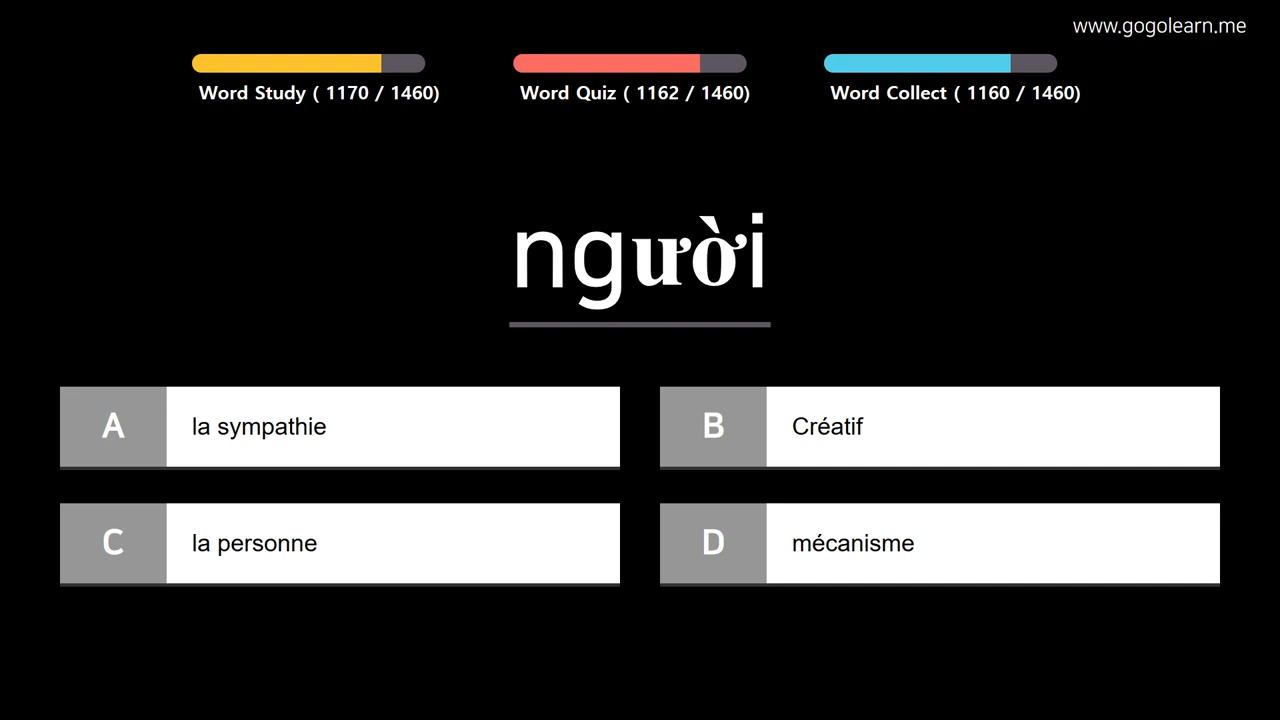 www.gogolearn.me
Word Study ( 1170 / 1460)
Word Quiz ( 1162 / 1460)
Word Collect ( 1160 / 1460)
người
A
la sympathie
B
Créatif
C
la personne
D
mécanisme